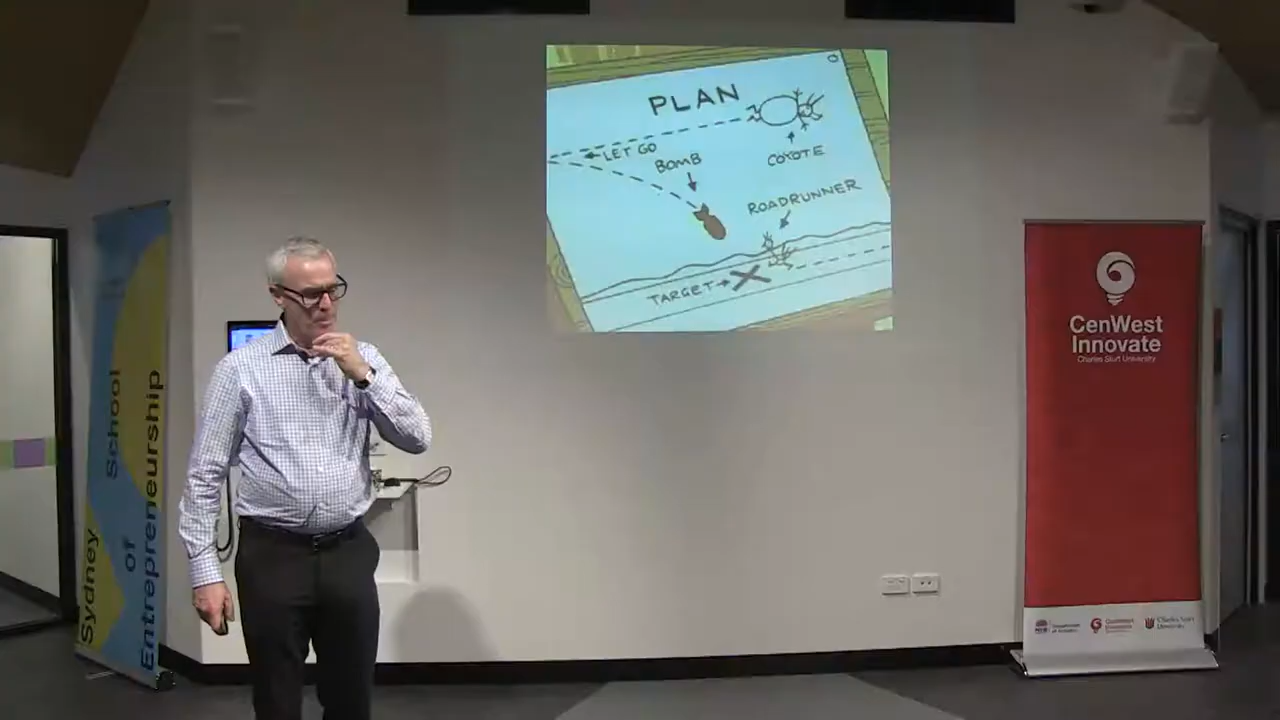 PLAN
LET GO
BOMB
COYOTE
ROADRUNNER
TARGET
Sydney
School
of
Entrepreneurship
CenWest
Innovate
Charles Sturt University